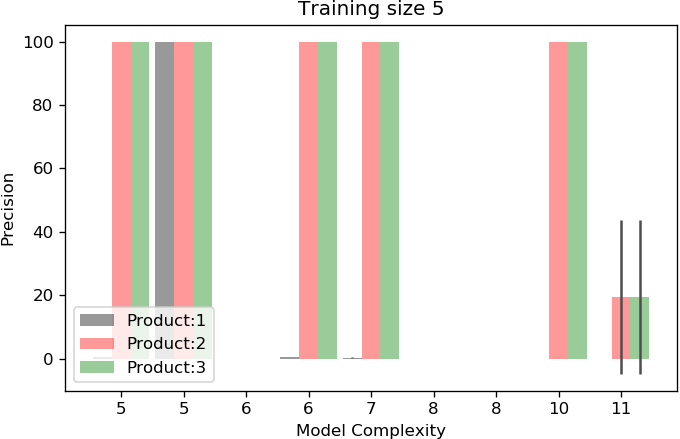 Training size 5
Precision
100
80
60
40
20
0
Product:1
Product:2
Product:3
5 5 6 6 7 8 8 10 11
Model Complexity